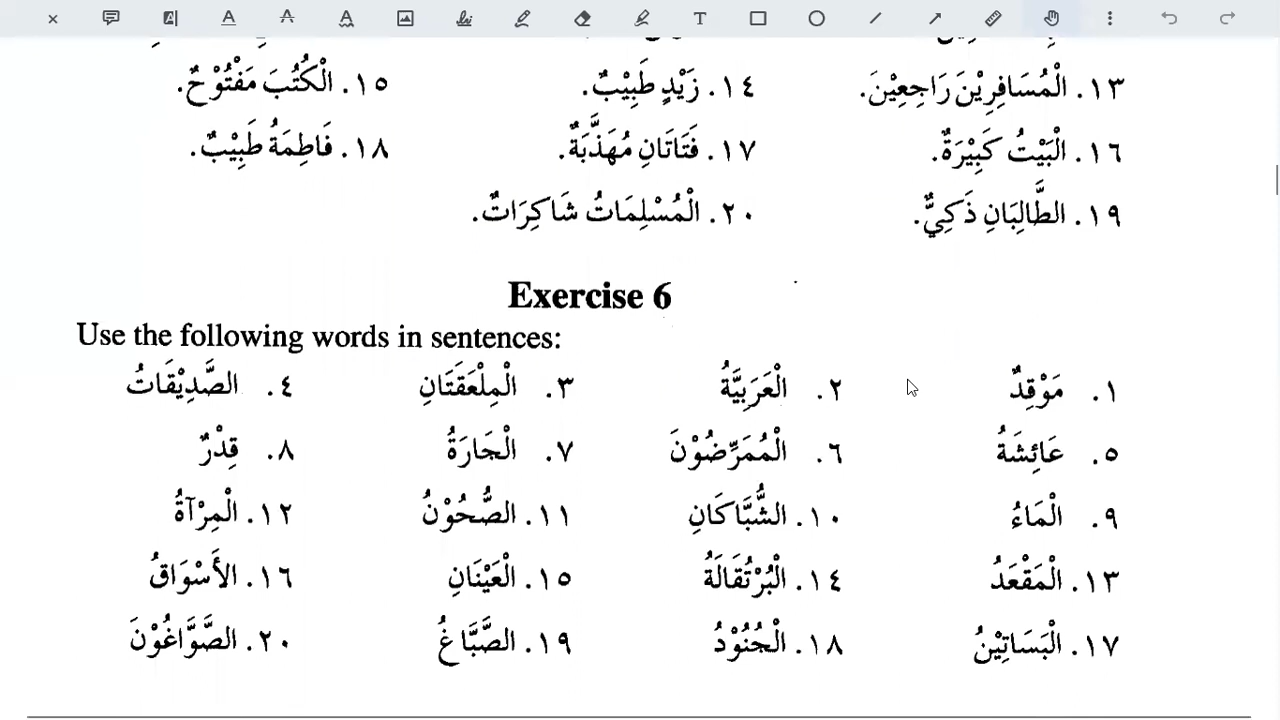 ١٣. الْمُسَافِرِيْنَ رَاجِعِيْنَ. ١٤. زَيْدٍ طَبِيْبٌ. ١٥. الْكُتُبَ مَفْتُوْحٌ.
١٦. الْبَيْتُ كَبِيْرَةٌ. ١٧. فَتَاتَانِ مُهَذَّبَةٌ. ١٨. فَاطِمَةُ طَبِيْبٌ.
١٩. الطَّالِبَانِ ذَكِيٌّ. ٢٠. الْمُسْلِمَاتُ شَاكِرَاتٌ.
Exercise 6
Use the following words in sentences:
١. مَوْقِدٌ ٢. الْعَرَبِيَّةُ ٣. الْمِلْعَقَتَانِ ٤. الصَّدِيْقَاتُ
٥. عَائِشَةُ ٦. الْمُمَرِّضُوْنَ ٧. الْجَارَةُ ٨. قِدْرٌ
٩. الْمَاءُ ١٠. الشُّبَّاكَانِ ١١. الصُّحُوْنُ ١٢. الْمِرْآةُ
١٣. الْمَقْعَدُ ١٤. الْبُرْتُقَالَةُ ١٥. الْعَيْنَانِ ١٦. الأَسْوَاقُ
١٧. الْبَسَاتِيْنُ ١٨. الْجُنُوْدُ ١٩. الصَّبَّاغُ ٢٠. الصَّوَّاغُوْنَ